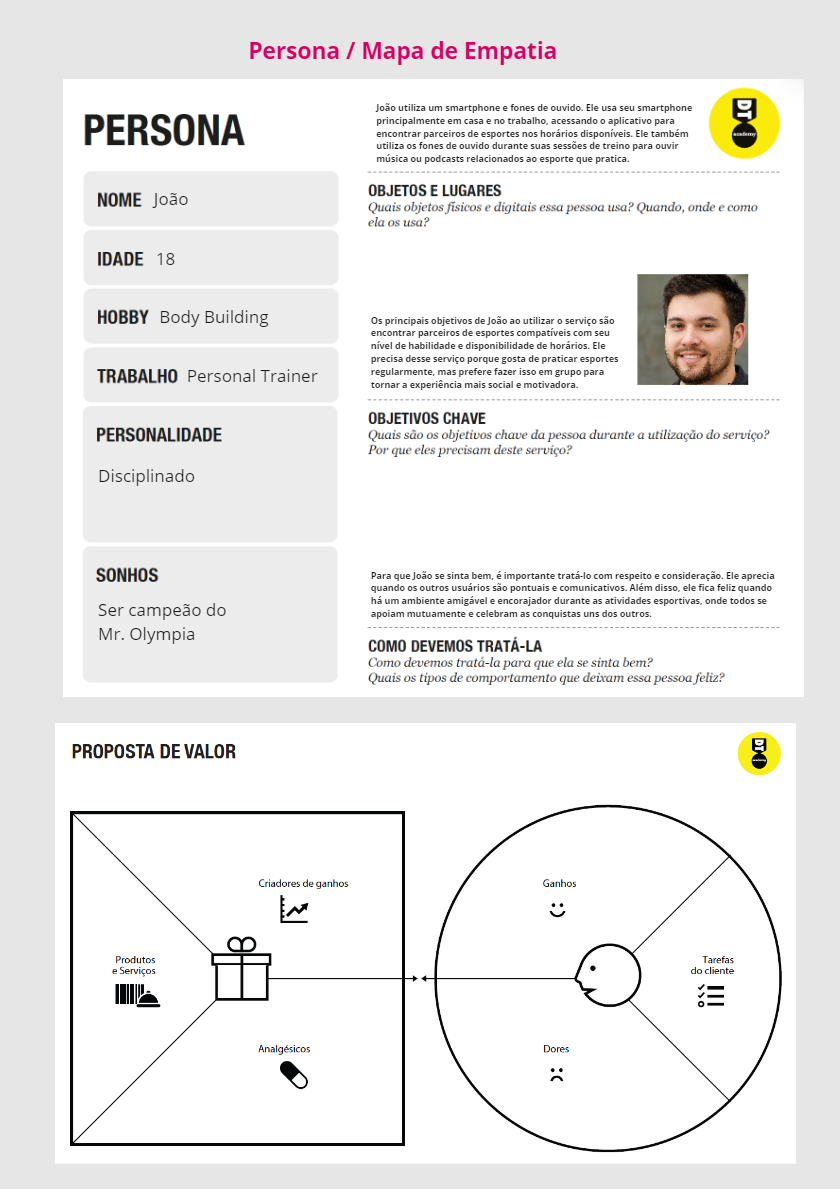 Persona / Mapa de Empatia
PERSONA
NOME João
IDADE 18
HOBBY Body Building
TRABALHO Personal Trainer
PERSONALIDADE
Disciplinado
SONHOS
Ser campeão do
Mr. Olympia
João utiliza um smartphone e fones de ouvido. Ele usa seu smartphone
principalmente em casa e no trabalho, acessando o aplicativo para
encontrar parceiros de esportes nos horários disponíveis. Ele também
utiliza os fones de ouvido durante suas sessões de treino para ouvir
música ou podcasts relacionados ao esporte que pratica.
DT
academy
OBJETOS E LUGARES
Quais objetos físicos e digitais essa pessoa usa? Quando, onde e como
ela os usa?
Os principais objetivos de João ao utilizar o serviço são
encontrar parceiros de esportes compatíveis com seu
nível de habilidade e disponibilidade de horários. Ele
precisa desse serviço porque gosta de praticar esportes
regularmente, mas prefere fazer isso em grupo para
tornar a experiência mais social e motivadora.
OBJETIVOS CHAVE
Quais são os objetivos chave da pessoa durante a utilização do serviço?
Por que eles precisam deste serviço?
Para que João se sinta bem, é importante tratá-lo com respeito e consideração. Ele aprecia
quando os outros usuários são pontuais e comunicativos. Além disso, ele fica feliz quando
há um ambiente amigável e encorajador durante as atividades esportivas, onde todos se
apoiam mutuamente e celebram as conquistas uns dos outros.
COMO DEVEMOS TRATÁ-LA
Como devemos tratá-la para que ela se sinta bem?
Quais os tipos de comportamento que deixam essa pessoa feliz?
PROPOSTA DE VALOR
DT
academy
Criadores de ganhos
Produtos
e Serviços
Analgésicos
Ganhos
Tarefas
do cliente
Dores